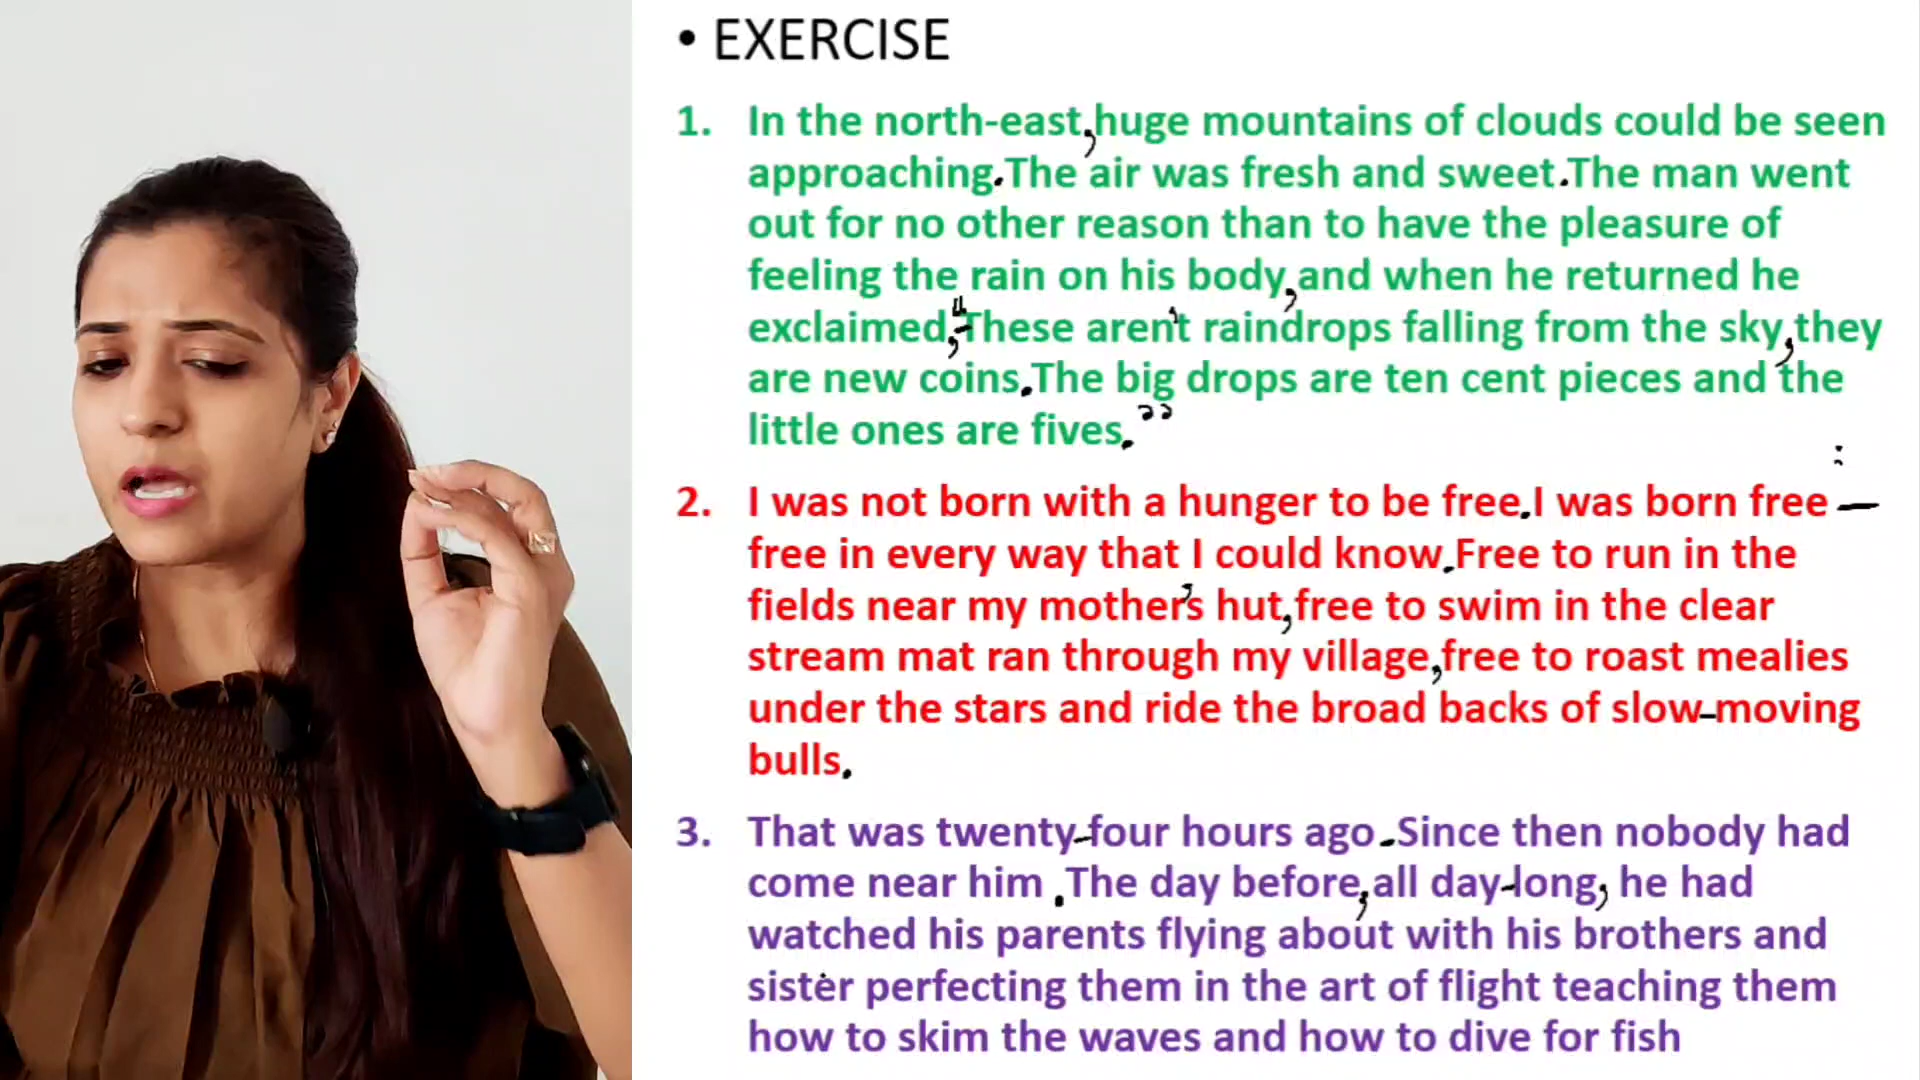 • EXERCISE
1. In the north-east,huge mountains of clouds could be seen
approaching.The air was fresh and sweet.The man went
out for no other reason than to have the pleasure of
feeling the rain on his body,and when he returned he
exclaimed,"These aren't raindrops falling from the sky,they
are new coins.The big drops are ten cent pieces and the
little ones are fives."
:
2. I was not born with a hunger to be free.I was born free —
free in every way that I could know.Free to run in the
fields near my mother's hut,free to swim in the clear
stream mat ran through my village,free to roast mealies
under the stars and ride the broad backs of slow-moving
bulls.
3. That was twenty-four hours ago.Since then nobody had
come near him .The day before,all day-long, he had
watched his parents flying about with his brothers and
sister perfecting them in the art of flight teaching them
how to skim the waves and how to dive for fish